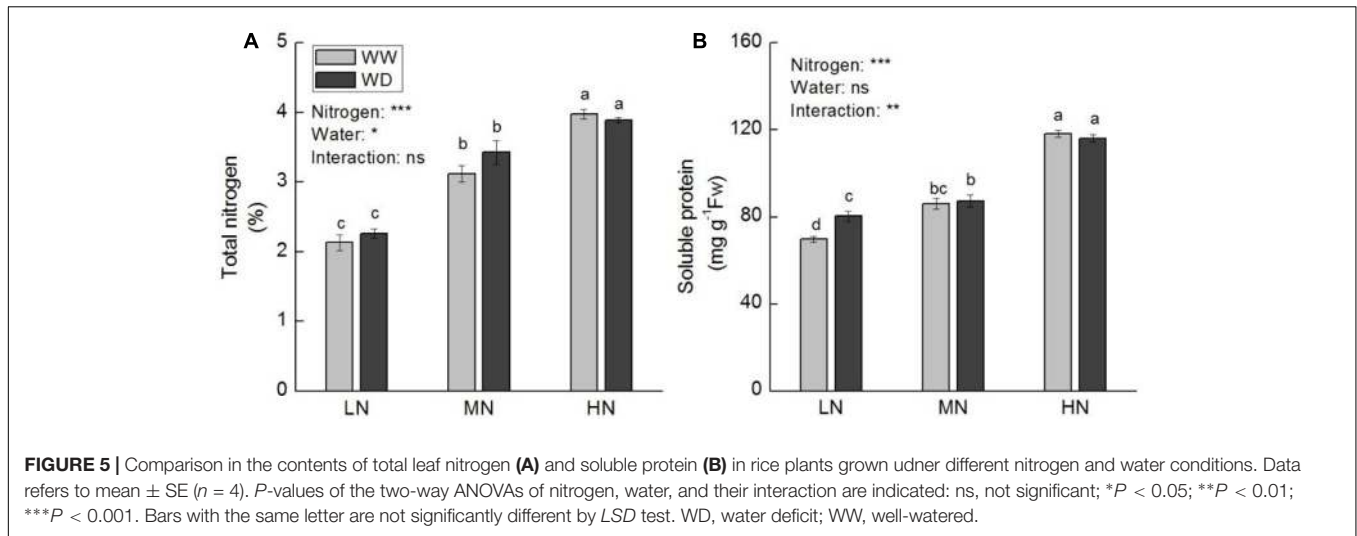 A
WW
WD
Nitrogen: ***
Water: *
Interaction: ns
5
4
3
2
1
0
Total nitrogen
(%)
c
c
b
b
a
a
LN
MN
HN
B
Nitrogen: ***
Water: ns
Interaction: **
160
120
80
40
0
Soluble protein
(mg g⁻¹Fw)
d
c
bc
b
a
a
LN
MN
HN
FIGURE 5 | Comparison in the contents of total leaf nitrogen (A) and soluble protein (B) in rice plants grown udner different nitrogen and water conditions. Data
refers to mean ± SE (n = 4). P-values of the two-way ANOVAs of nitrogen, water, and their interaction are indicated: ns, not significant; *P < 0.05; **P < 0.01;
***P < 0.001. Bars with the same letter are not significantly different by LSD test. WD, water deficit; WW, well-watered.